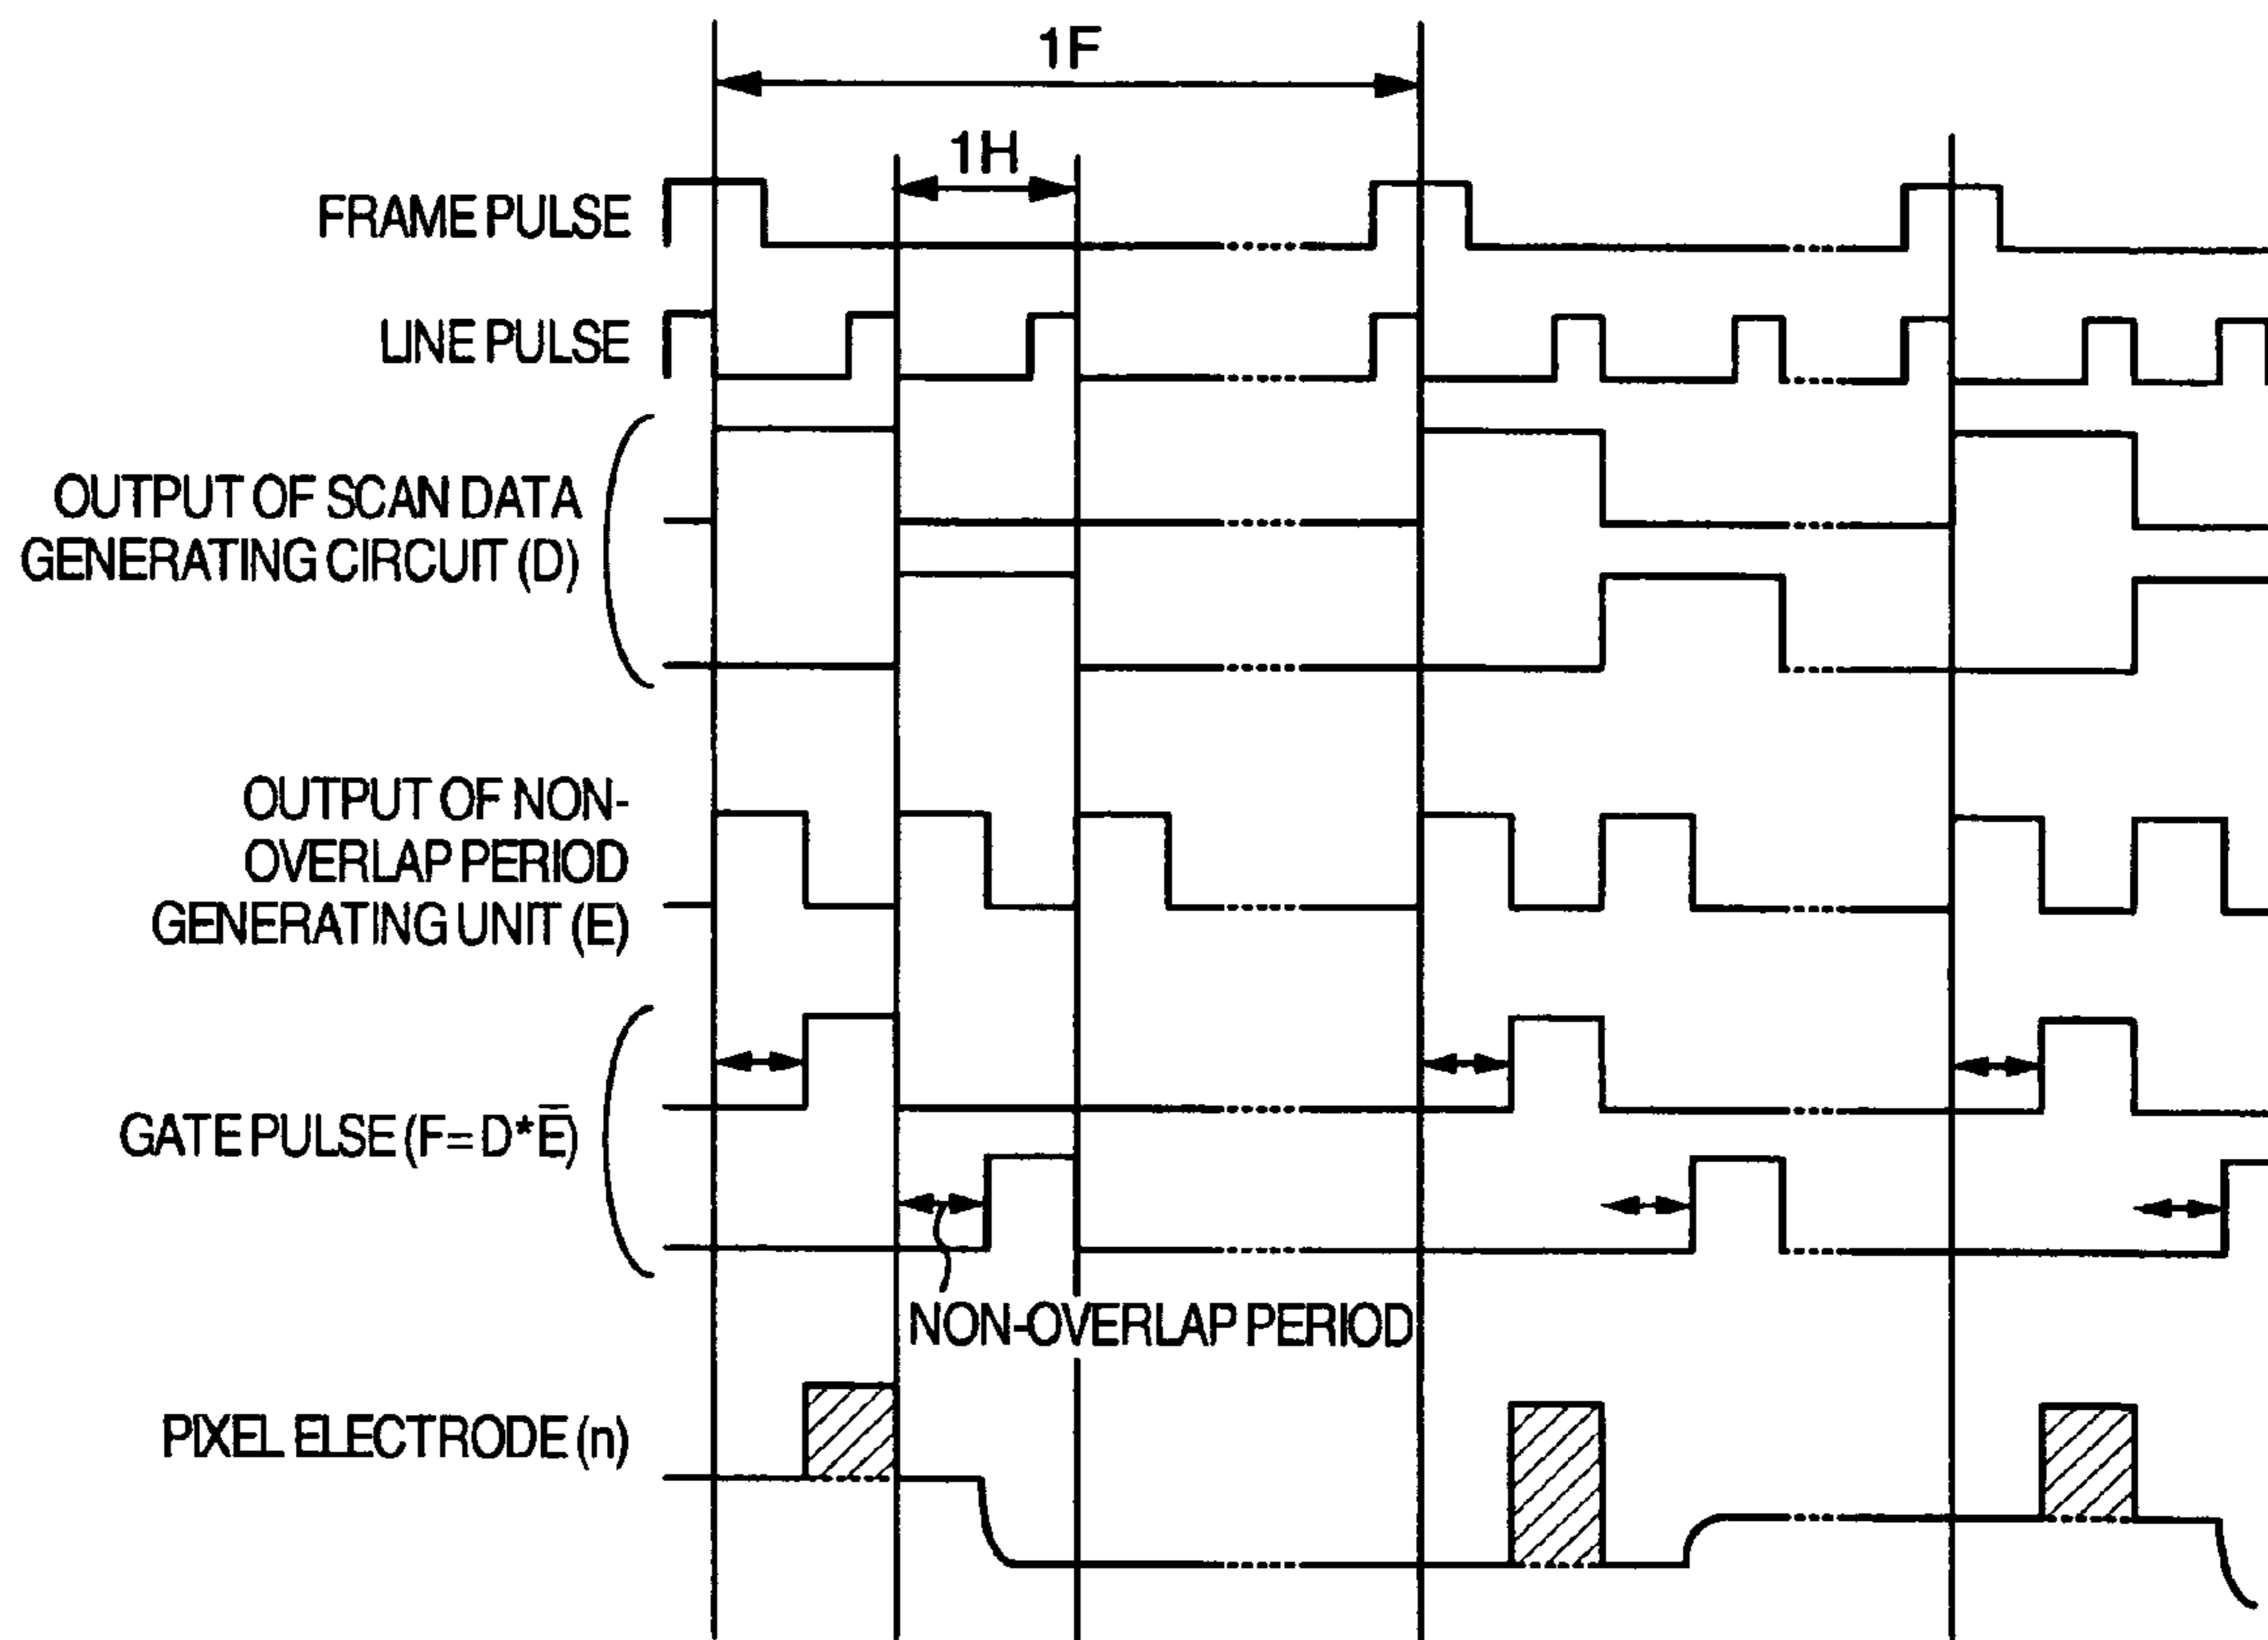 1F
1H
FRAME PULSE
LINE PULSE
OUTPUT OF SCAN DATA
GENERATING CIRCUIT (D)
OUTPUT OF NON-
OVERLAP PERIOD
GENERATING UNIT (E)
GATE PULSE (F= D*E̅)
NON-OVERLAP PERIOD
PIXEL ELECTRODE (n)